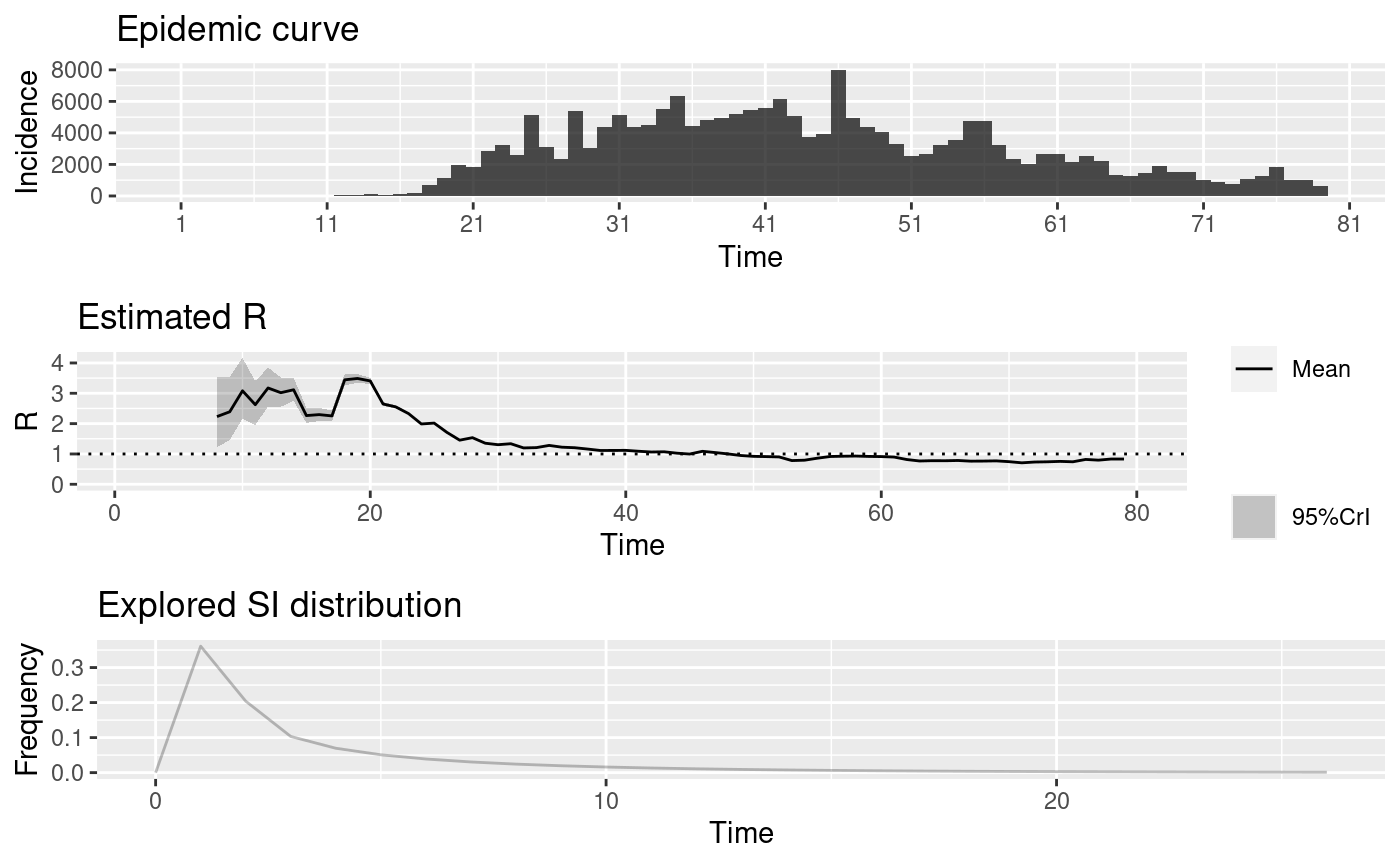 Epidemic curve
Incidence
8000
6000
4000
2000
0
1 11 21 31 41 51 61 71 81
Time
Estimated R
R
4
3
2
1
0
0 20 40 60 80
Time
Mean
95%CrI
Explored SI distribution
Frequency
0.3
0.2
0.1
0.0
0 10 20
Time